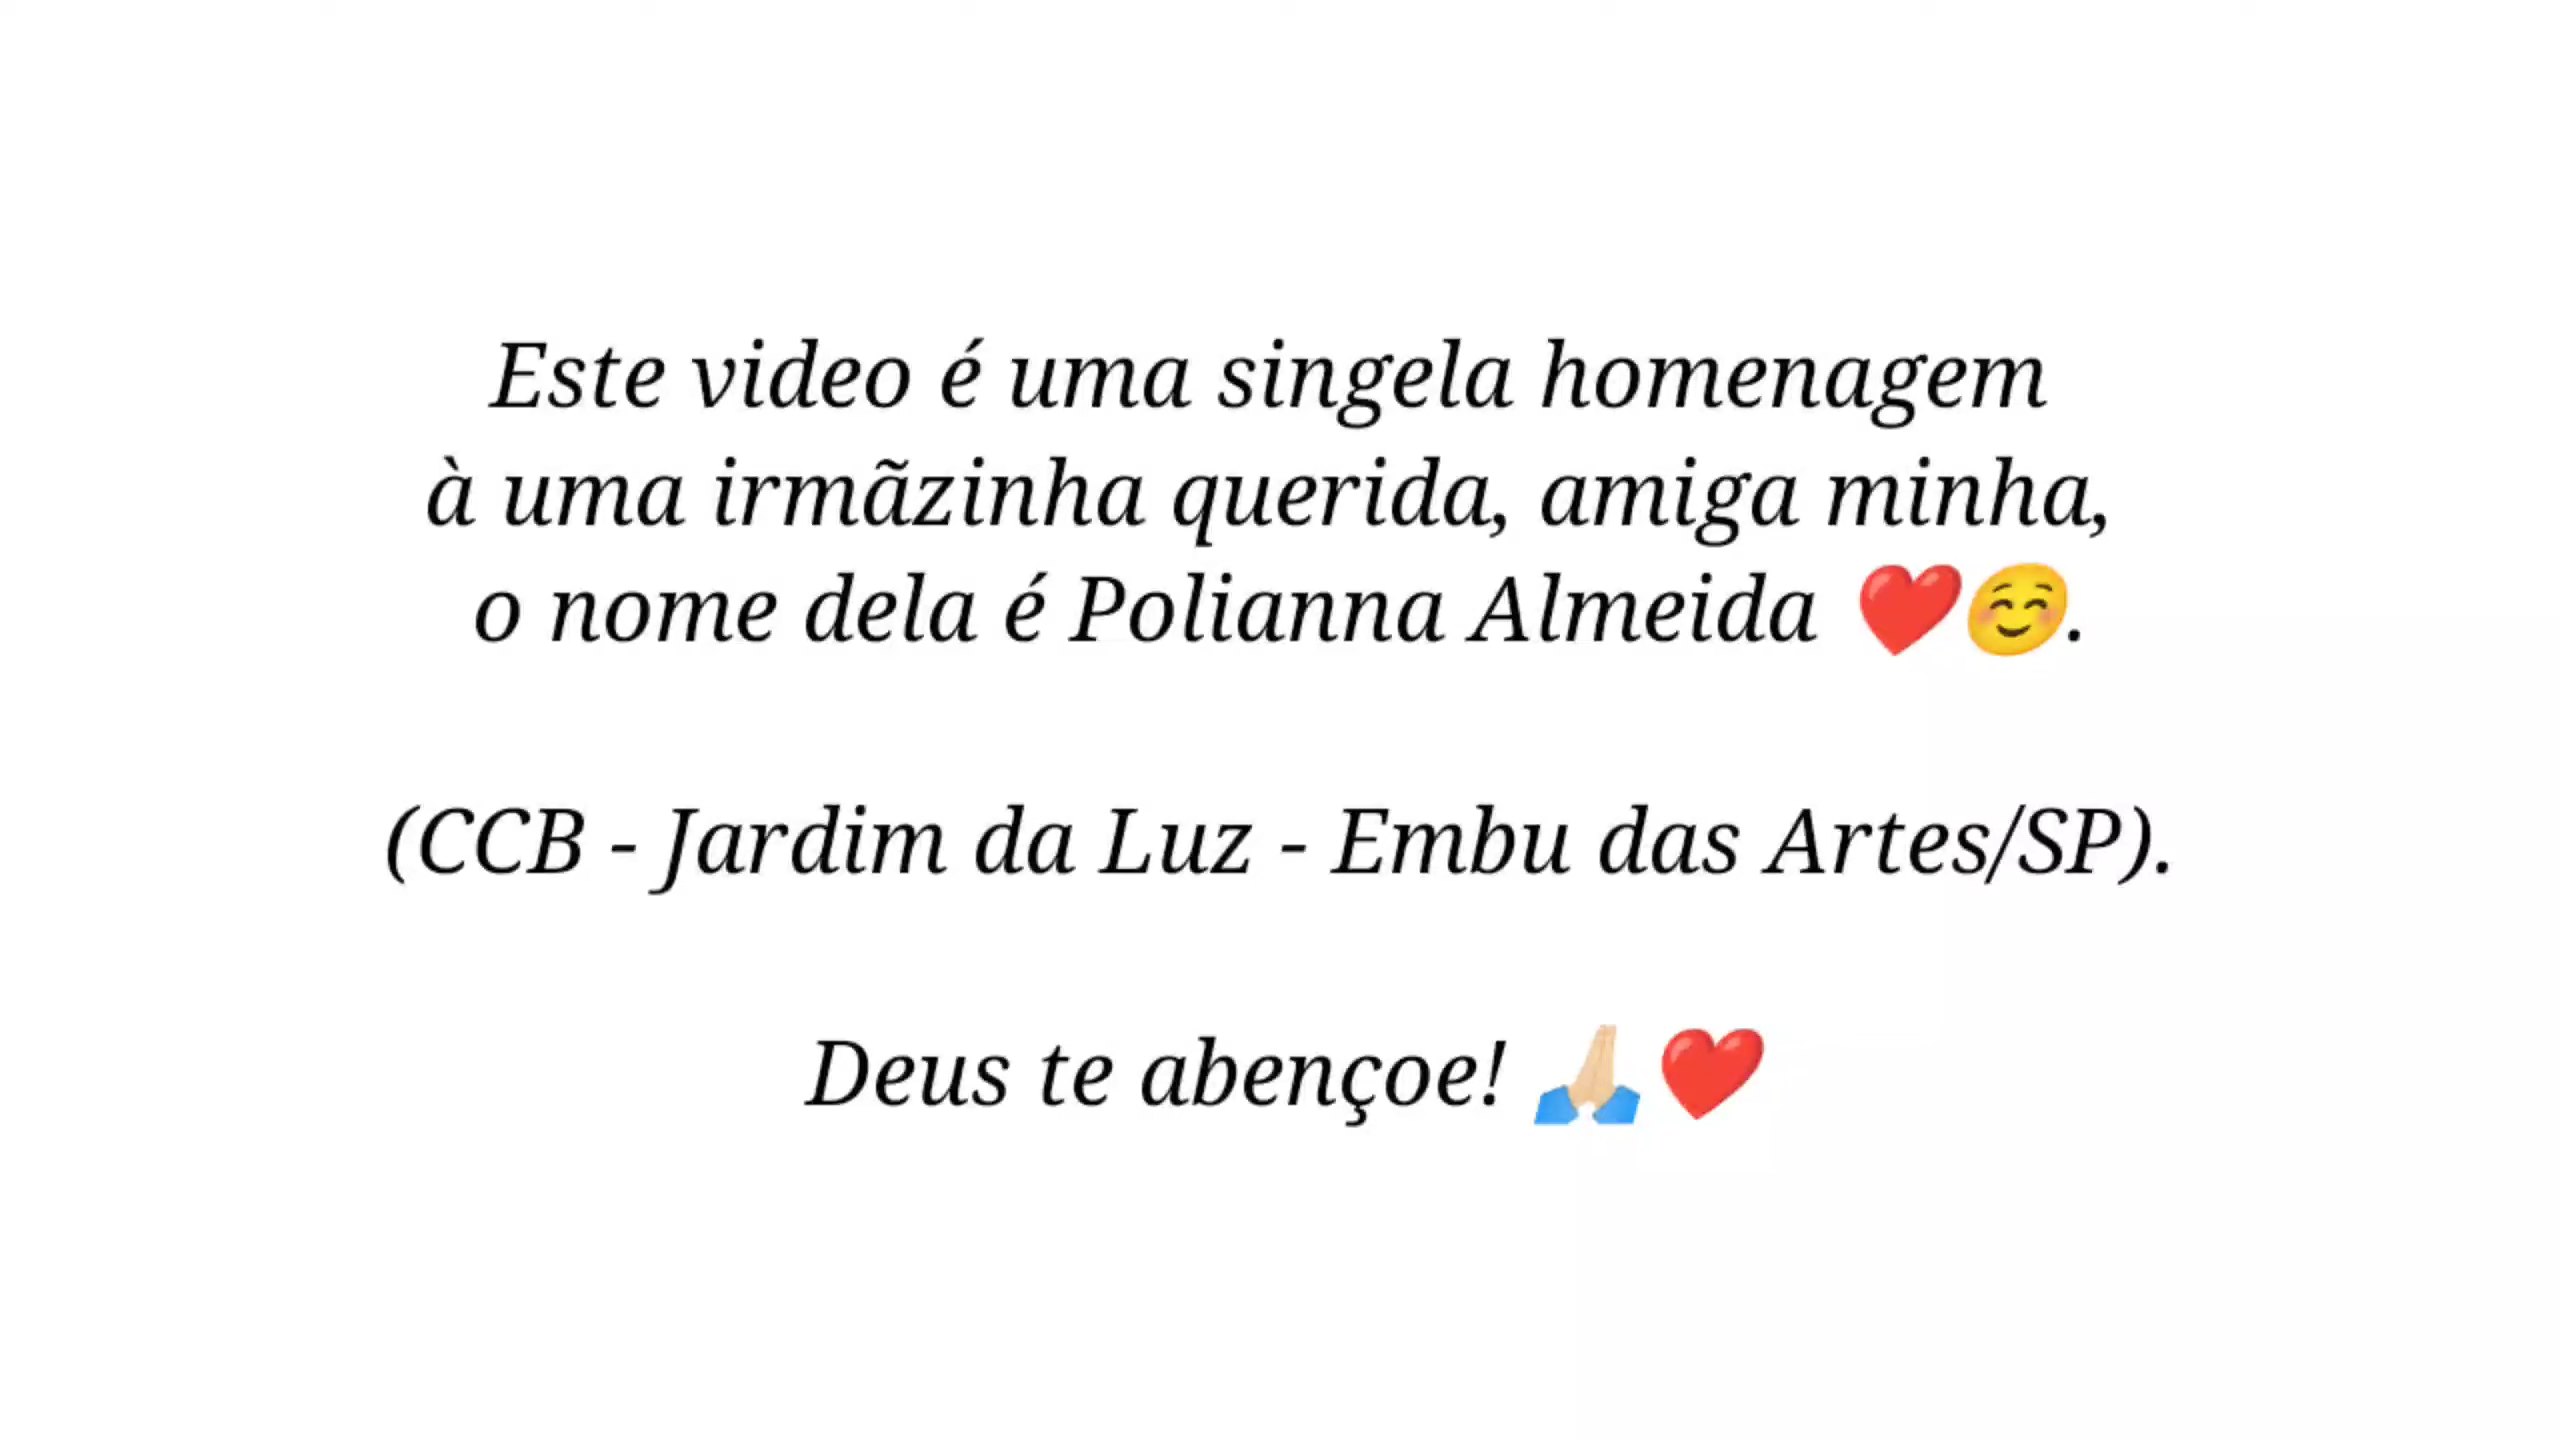 Este video é uma singela homenagem
à uma irmãzinha querida, amiga minha,
o nome dela é Polianna Almeida ❤️☺️.
(CCB - Jardim da Luz - Embu das Artes/SP).
Deus te abençoe! 🙏🏻❤️